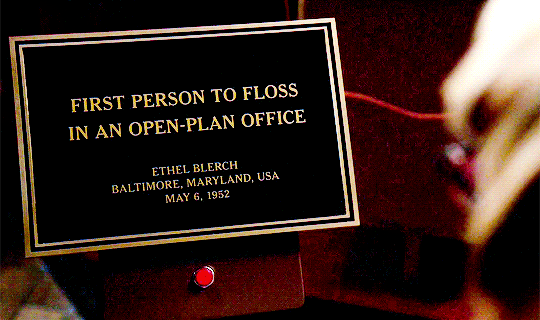 FIRST PERSON TO FLOSS
IN AN OPEN-PLAN OFFICE
ETHEL BLERCH
BALTIMORE, MARYLAND, USA
MAY 6, 1952